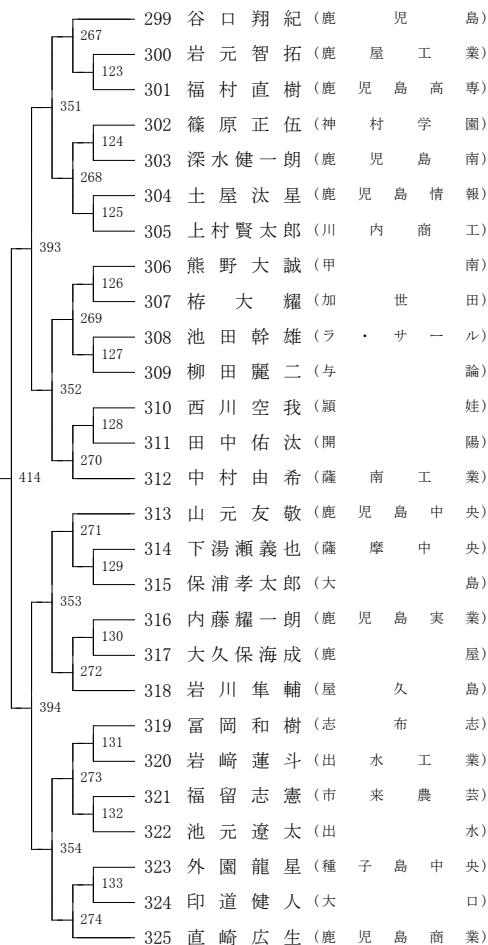 299 谷口翔紀 (鹿児島)
267
300 岩元智拓 (鹿屋工業)
123
301 福村直樹 (鹿児島高専)
351
302 篠原正伍 (神村学園)
124
303 深水健一朗 (鹿児島南)
268
304 土屋汰星 (鹿児島情報)
125
305 上村賢太郎 (川内商工)
393
306 熊野大誠 (甲南)
126
307 栫大耀 (加世田)
269
308 池田幹雄 (ラ・サール)
127
309 柳田麗二 (与論)
352
310 西川空我 (頴娃)
128
311 田中佑汰 (開陽)
270
312 中村由希 (薩南工業)
414
313 山元友敬 (鹿児島中央)
271
314 下湯瀬義也 (薩摩中央)
129
315 保浦孝太郎 (大島)
353
316 内藤耀一朗 (鹿児島実業)
130
317 大久保海成 (鹿屋)
272
318 岩川隼輔 (屋久島)
394
319 冨岡和樹 (志布志)
131
320 岩﨑蓮斗 (出水工業)
273
321 福留志憲 (市来農芸)
132
322 池元遼太 (出水)
354
323 外園龍星 (種子島中央)
133
324 印道健人 (大口)
274
325 直崎広生 (鹿児島商業)